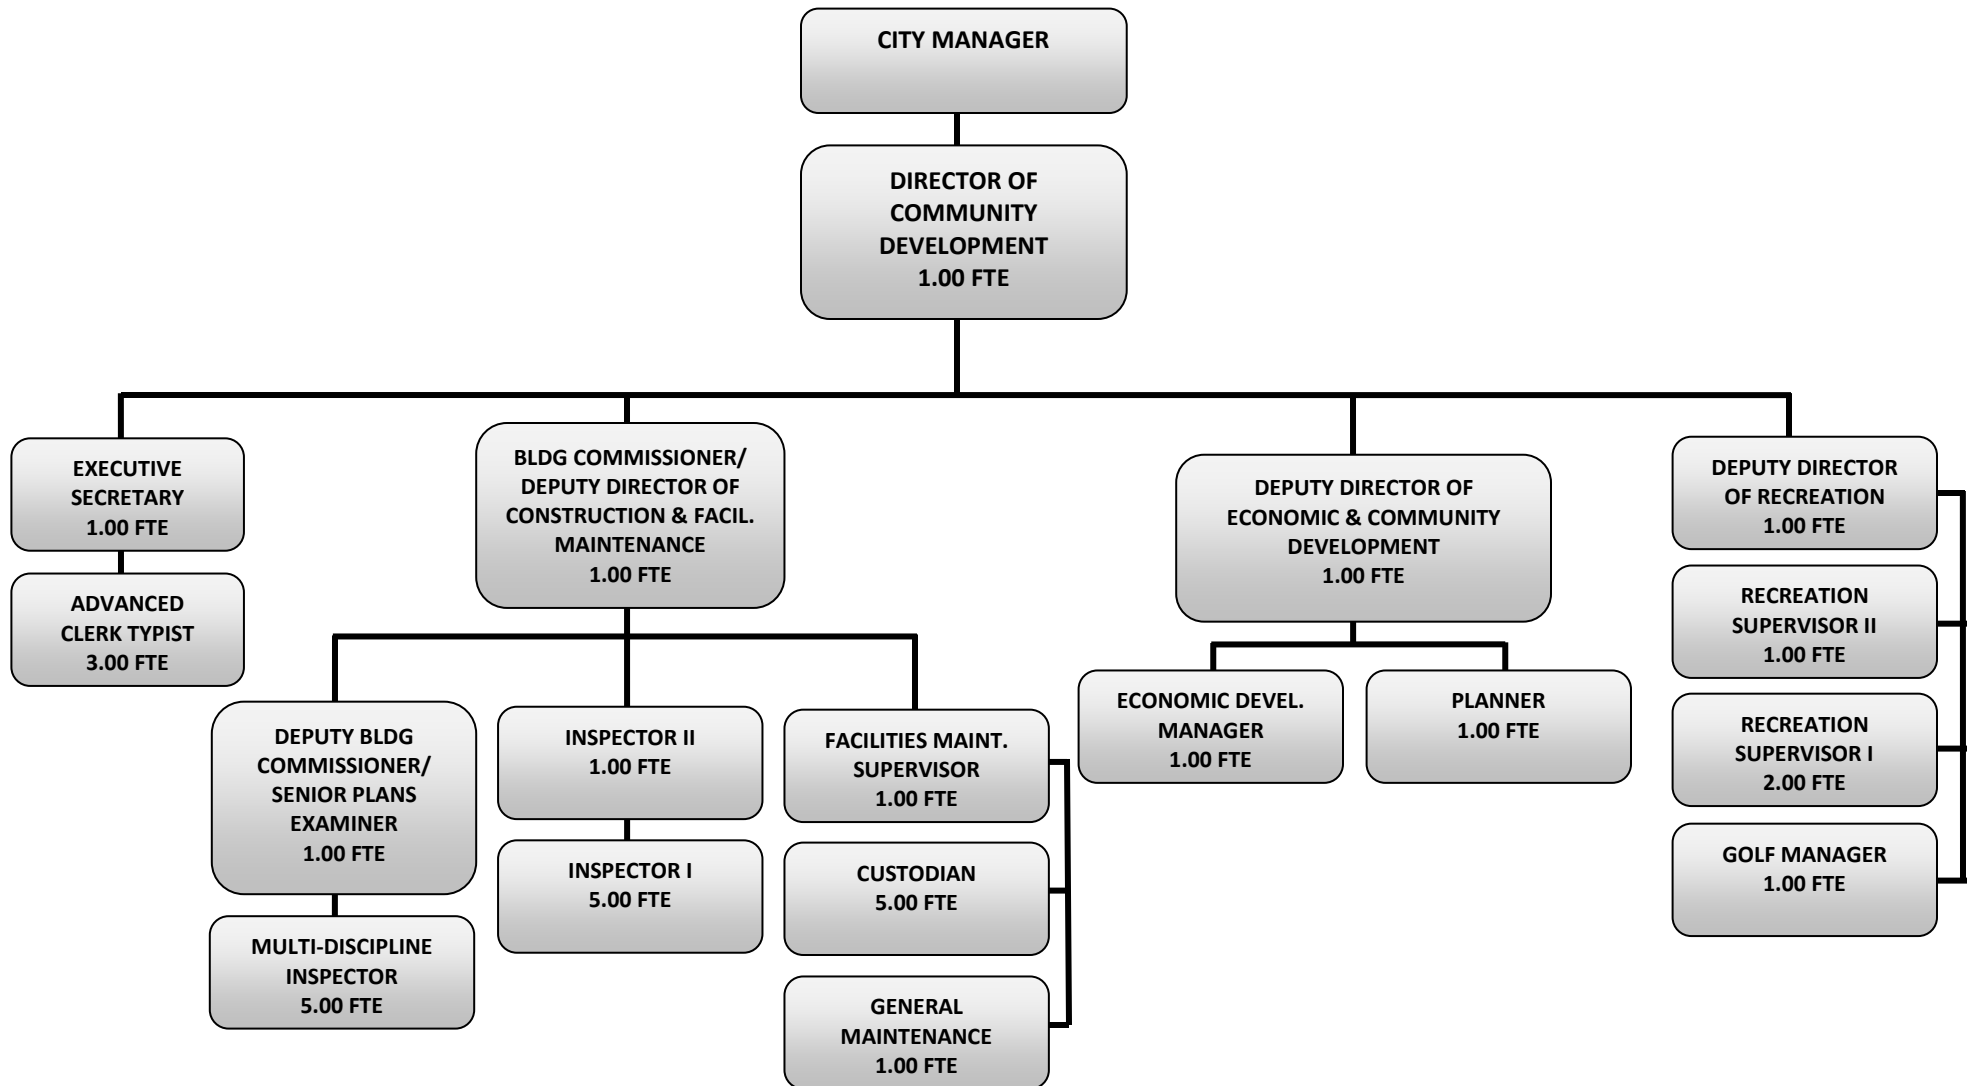 CITY MANAGER
DIRECTOR OF
COMMUNITY
DEVELOPMENT
1.00 FTE
EXECUTIVE
SECRETARY
1.00 FTE
ADVANCED
CLERK TYPIST
3.00 FTE
BLDG COMMISSIONER/
DEPUTY DIRECTOR OF
CONSTRUCTION & FACIL.
MAINTENANCE
1.00 FTE
DEPUTY BLDG
COMMISSIONER/
SENIOR PLANS
EXAMINER
1.00 FTE
MULTI-DISCIPLINE
INSPECTOR
5.00 FTE
INSPECTOR II
1.00 FTE
INSPECTOR I
5.00 FTE
FACILITIES MAINT.
SUPERVISOR
1.00 FTE
CUSTODIAN
5.00 FTE
GENERAL
MAINTENANCE
1.00 FTE
DEPUTY DIRECTOR OF
ECONOMIC & COMMUNITY
DEVELOPMENT
1.00 FTE
ECONOMIC DEVEL.
MANAGER
1.00 FTE
PLANNER
1.00 FTE
DEPUTY DIRECTOR
OF RECREATION
1.00 FTE
RECREATION
SUPERVISOR II
1.00 FTE
RECREATION
SUPERVISOR I
2.00 FTE
GOLF MANAGER
1.00 FTE